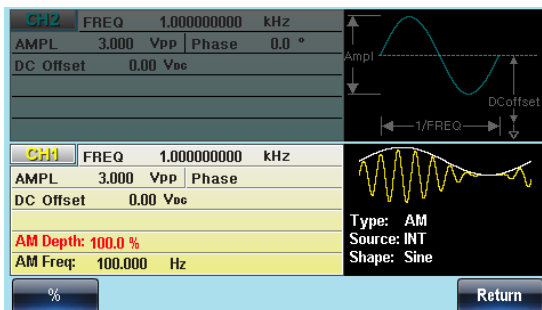 CH2 FREQ 1.000000000 kHz
AMPL 3.000 VPP Phase 0.0 °
DC Offset 0.00 VDC
Ampl
DCoffset
1/FREQ
CH1 FREQ 1.000000000 kHz
AMPL 3.000 VPP Phase
DC Offset 0.00 VDC
AM Depth: 100.0 %
AM Freq: 100.000 Hz
Type: AM
Source: INT
Shape: Sine
%
Return